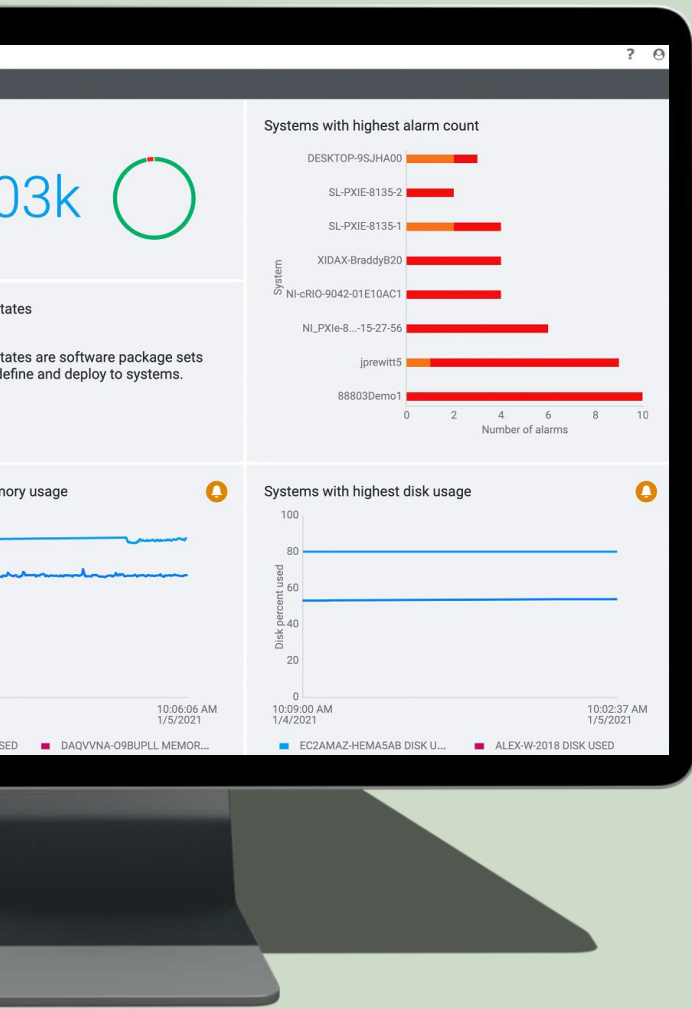 ?
03k
Systems with highest alarm count
DESKTOP-9SJHA00
SL-PXIE-8135-2
SL-PXIE-8135-1
XIDAX-BraddyB20
NI-cRIO-9042-01E10AC1
NI_PXIe-8...-15-27-56
jprewitt5
88803Demo1
System
0 2 4 6 8 10
Number of alarms
tates
tates are software package sets
define and deploy to systems.
mory usage
10:06:06 AM
1/5/2021
SED
DAQVVNA-O9BUPLL MEMOR...
Systems with highest disk usage
100
80
60
40
20
0
Disk percent used
10:09:00 AM
1/4/2021
10:02:37 AM
1/5/2021
EC2AMAZ-HEMA5AB DISK U...
ALEX-W-2018 DISK USED